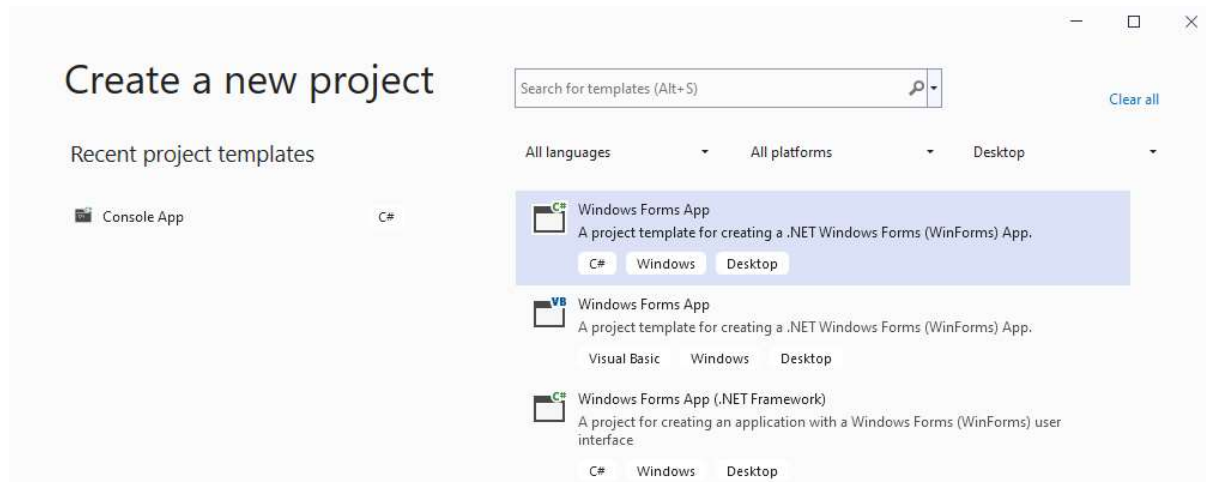 Create a new project
Search for templates (Alt+S)
Clear all
Recent project templates
All languages
All platforms
Desktop
Console App
C#
C#
Windows Forms App
A project template for creating a .NET Windows Forms (WinForms) App.
C# Windows Desktop
VB
Windows Forms App
A project template for creating a .NET Windows Forms (WinForms) App.
Visual Basic Windows Desktop
C#
Windows Forms App (.NET Framework)
A project for creating an application with a Windows Forms (WinForms) user
interface
C# Windows Desktop